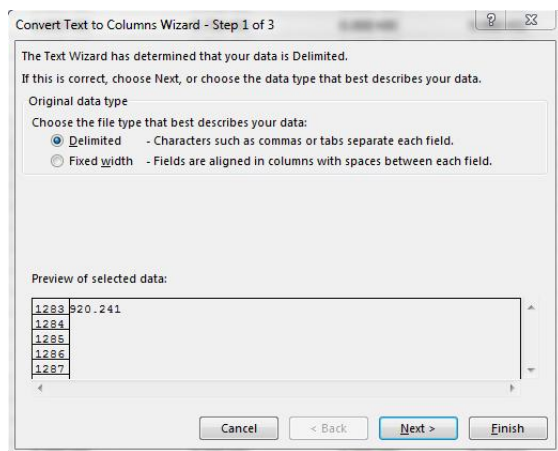 Convert Text to Columns Wizard - Step 1 of 3
The Text Wizard has determined that your data is Delimited.
If this is correct, choose Next, or choose the data type that best describes your data.
Original data type
Choose the file type that best describes your data:
Delimited - Characters such as commas or tabs separate each field.
Fixed width - Fields are aligned in columns with spaces between each field.
Preview of selected data:
1283 920.241
1284
1285
1286
1287
Cancel < Back Next > Finish